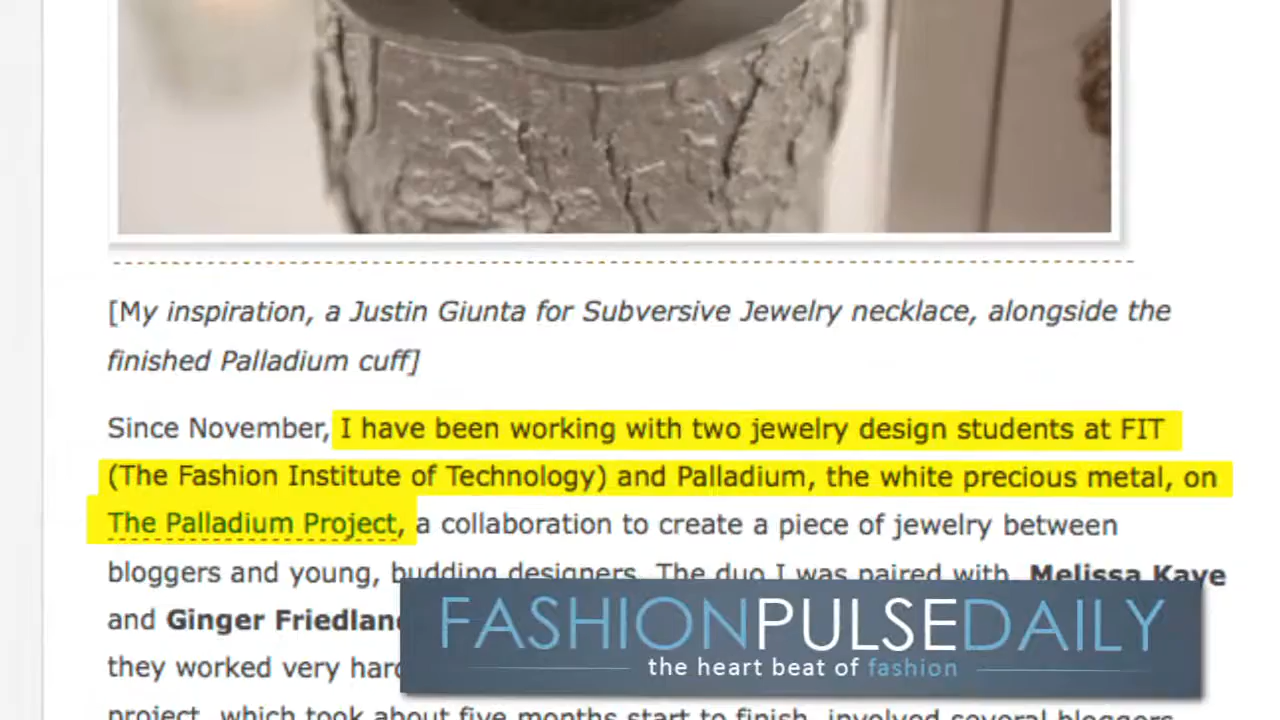 [My inspiration, a Justin Giunta for Subversive Jewelry necklace, alongside the
finished Palladium cuff]
Since November, I have been working with two jewelry design students at FIT
(The Fashion Institute of Technology) and Palladium, the white precious metal, on
The Palladium Project, a collaboration to create a piece of jewelry between
bloggers and young, budding designers. The duo I was paired with, Melissa Kaye
and Ginger Friedlan
they worked very hard
project, which took about five months start to finish, involved several bloggers
FASHIONPULSEDAILY
the heart beat of fashion